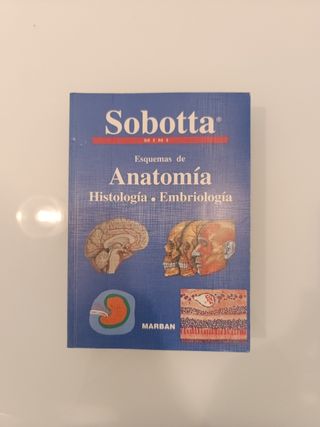 Sobotta®
MINI
Esquemas de
Anatomía
Histología • Embriología
MARBAN